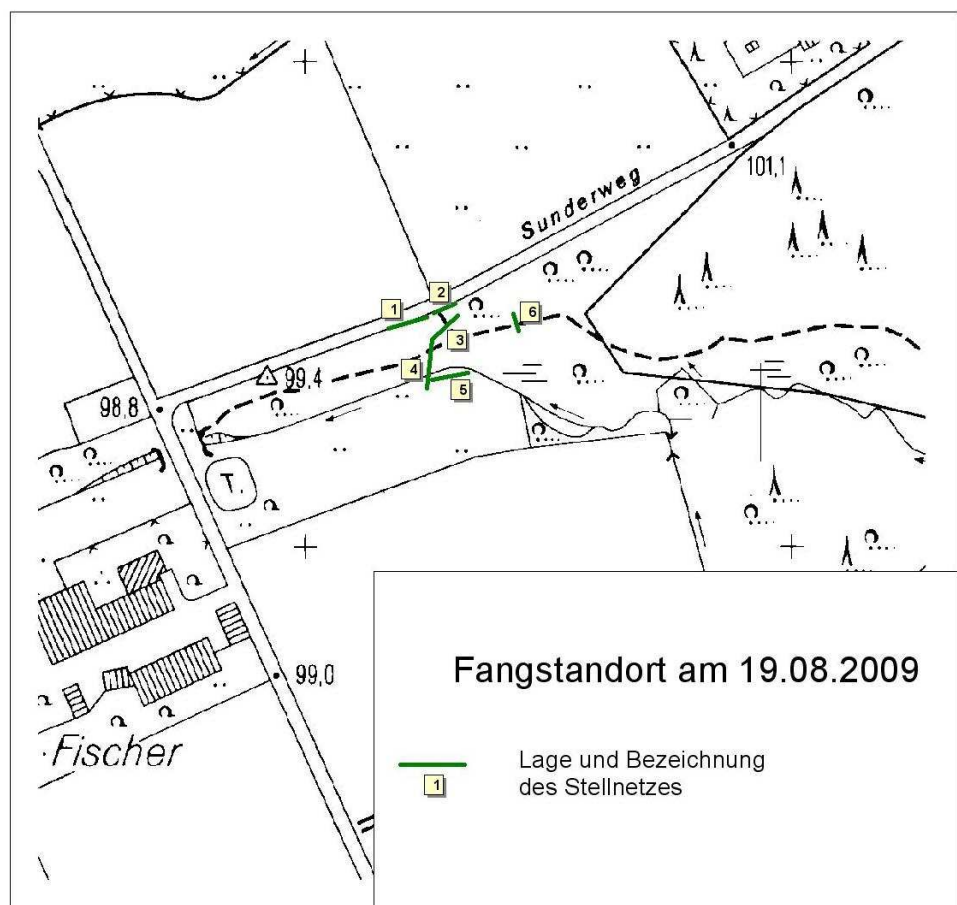 Sunderweg
101,1
2
1
6
3
99,4
4
5
98,8
T.
99,0
Fischer
Fangstandort am 19.08.2009
Lage und Bezeichnung
1
des Stellnetzes